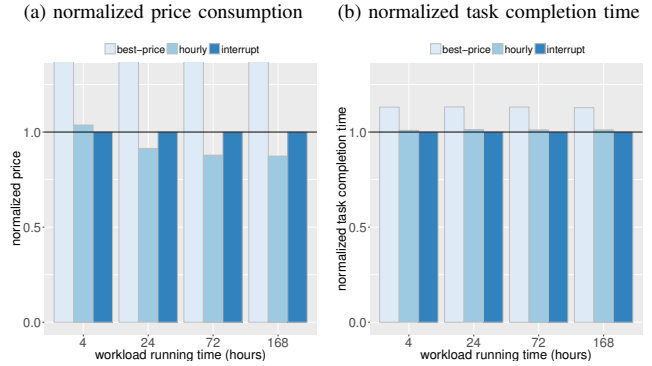 (a) normalized price consumption
best-price hourly interrupt
normalized price
1.0
0.5
0.0
4 24 72 168
workload running time (hours)
(b) normalized task completion time
best-price hourly interrupt
normalized task completion time
1.0
0.5
0.0
4 24 72 168
workload running time (hours)